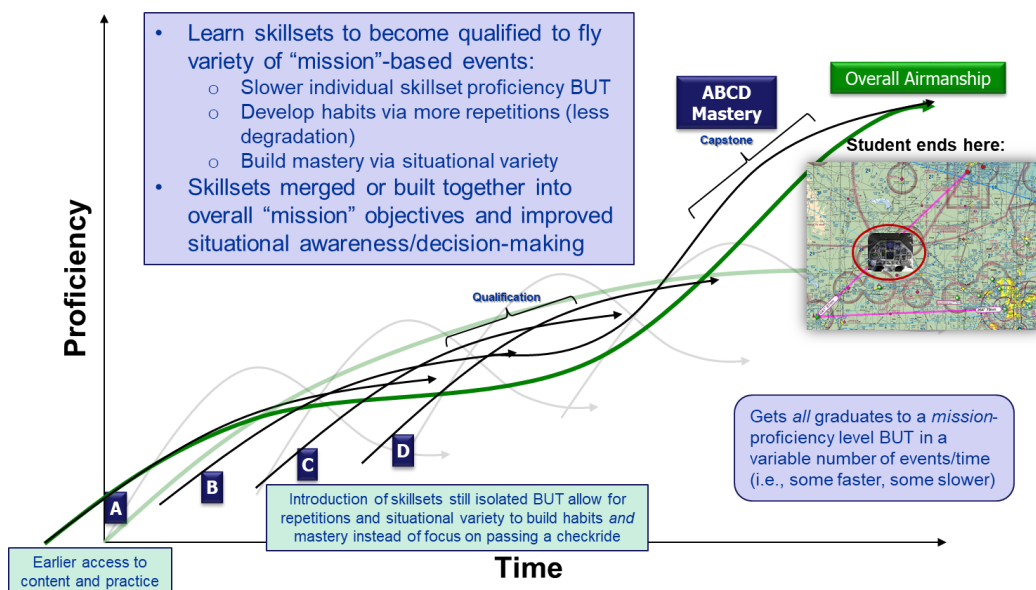 • Learn skillsets to become qualified to fly
variety of “mission”-based events:
o Slower individual skillset proficiency BUT
o Develop habits via more repetitions (less
degradation)
o Build mastery via situational variety
• Skillsets merged or built together into
overall “mission” objectives and improved
situational awareness/decision-making
ABCD
Mastery
Capstone
Overall Airmanship
Student ends here:
Qualification
Proficiency
A
B
C
D
Gets all graduates to a mission-
proficiency level BUT in a
variable number of events/time
(i.e., some faster, some slower)
Introduction of skillsets still isolated BUT allow for
repetitions and situational variety to build habits and
mastery instead of focus on passing a checkride
Earlier access to
content and practice
Time